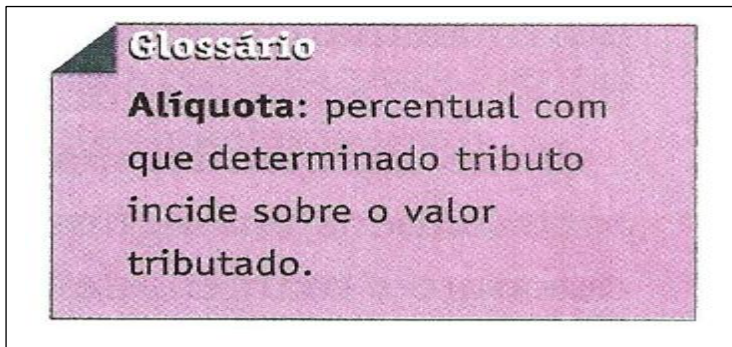 Glossário
Alíquota: percentual com
que determinado tributo
incide sobre o valor
tributado.